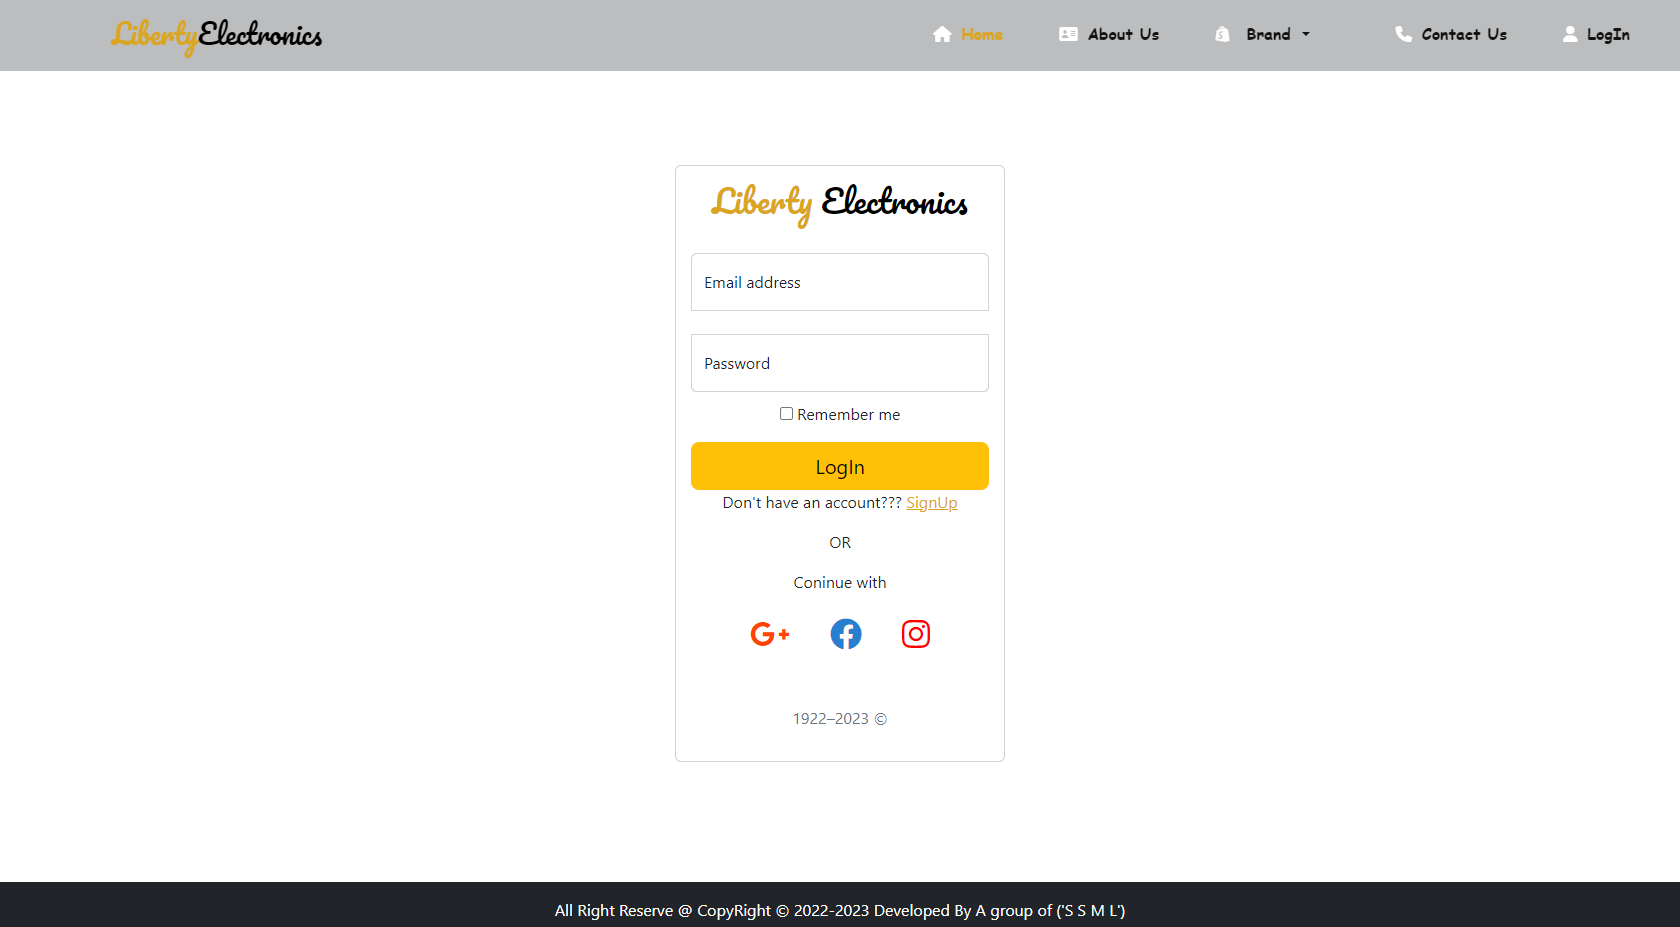 LibertyElectronics Home About Us Brand Contact Us LogIn
Liberty Electronics
Email address
Password
Remember me
LogIn
Don't have an account??? SignUp
OR
Coninue with
1922–2023 ©
All Right Reserve @ CopyRight © 2022-2023 Developed By A group of ('S S M L')